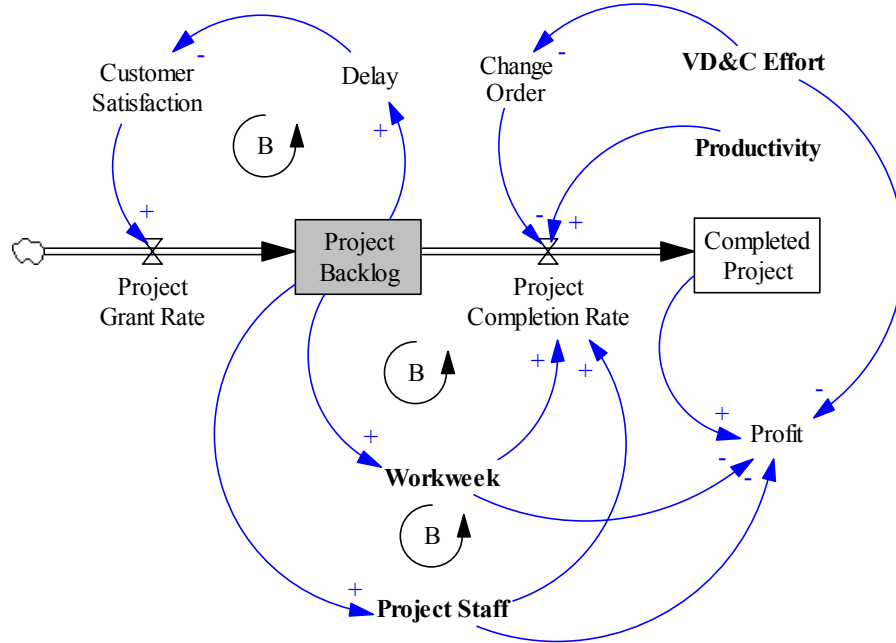 Customer
Satisfaction
-
Delay
+
B
+
Change
Order
-
VD&C Effort
Productivity
-
+
Project
Backlog
Completed
Project
Project
Grant Rate
Project
Completion Rate
B
+
+
+
Workweek
+
-
-
-
Profit
B
+
Project Staff